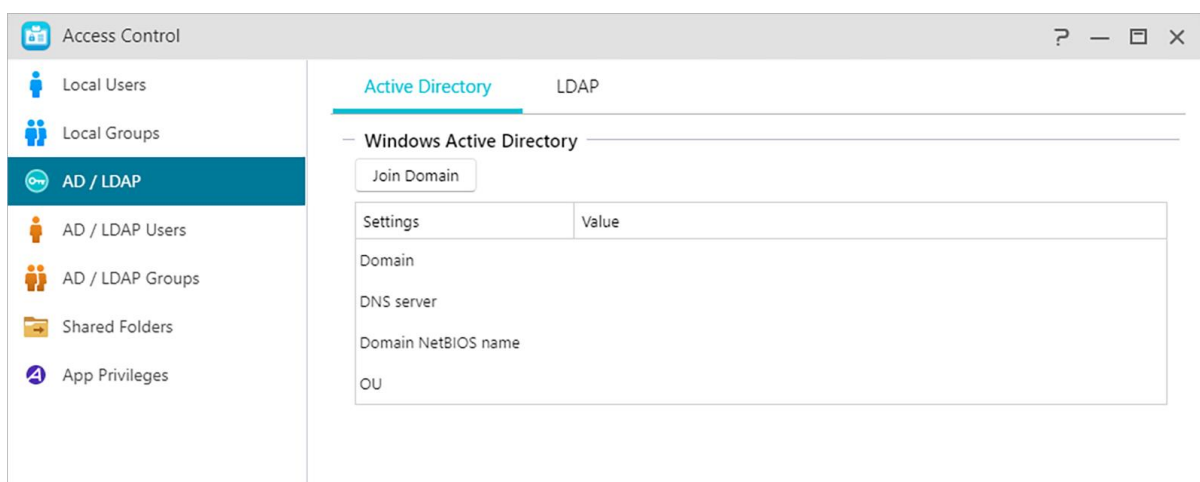 Access Control
Local Users
Local Groups
AD / LDAP
AD / LDAP Users
AD / LDAP Groups
Shared Folders
App Privileges
Active Directory LDAP
Windows Active Directory
Join Domain
Settings Value
Domain
DNS server
Domain NetBIOS name
OU